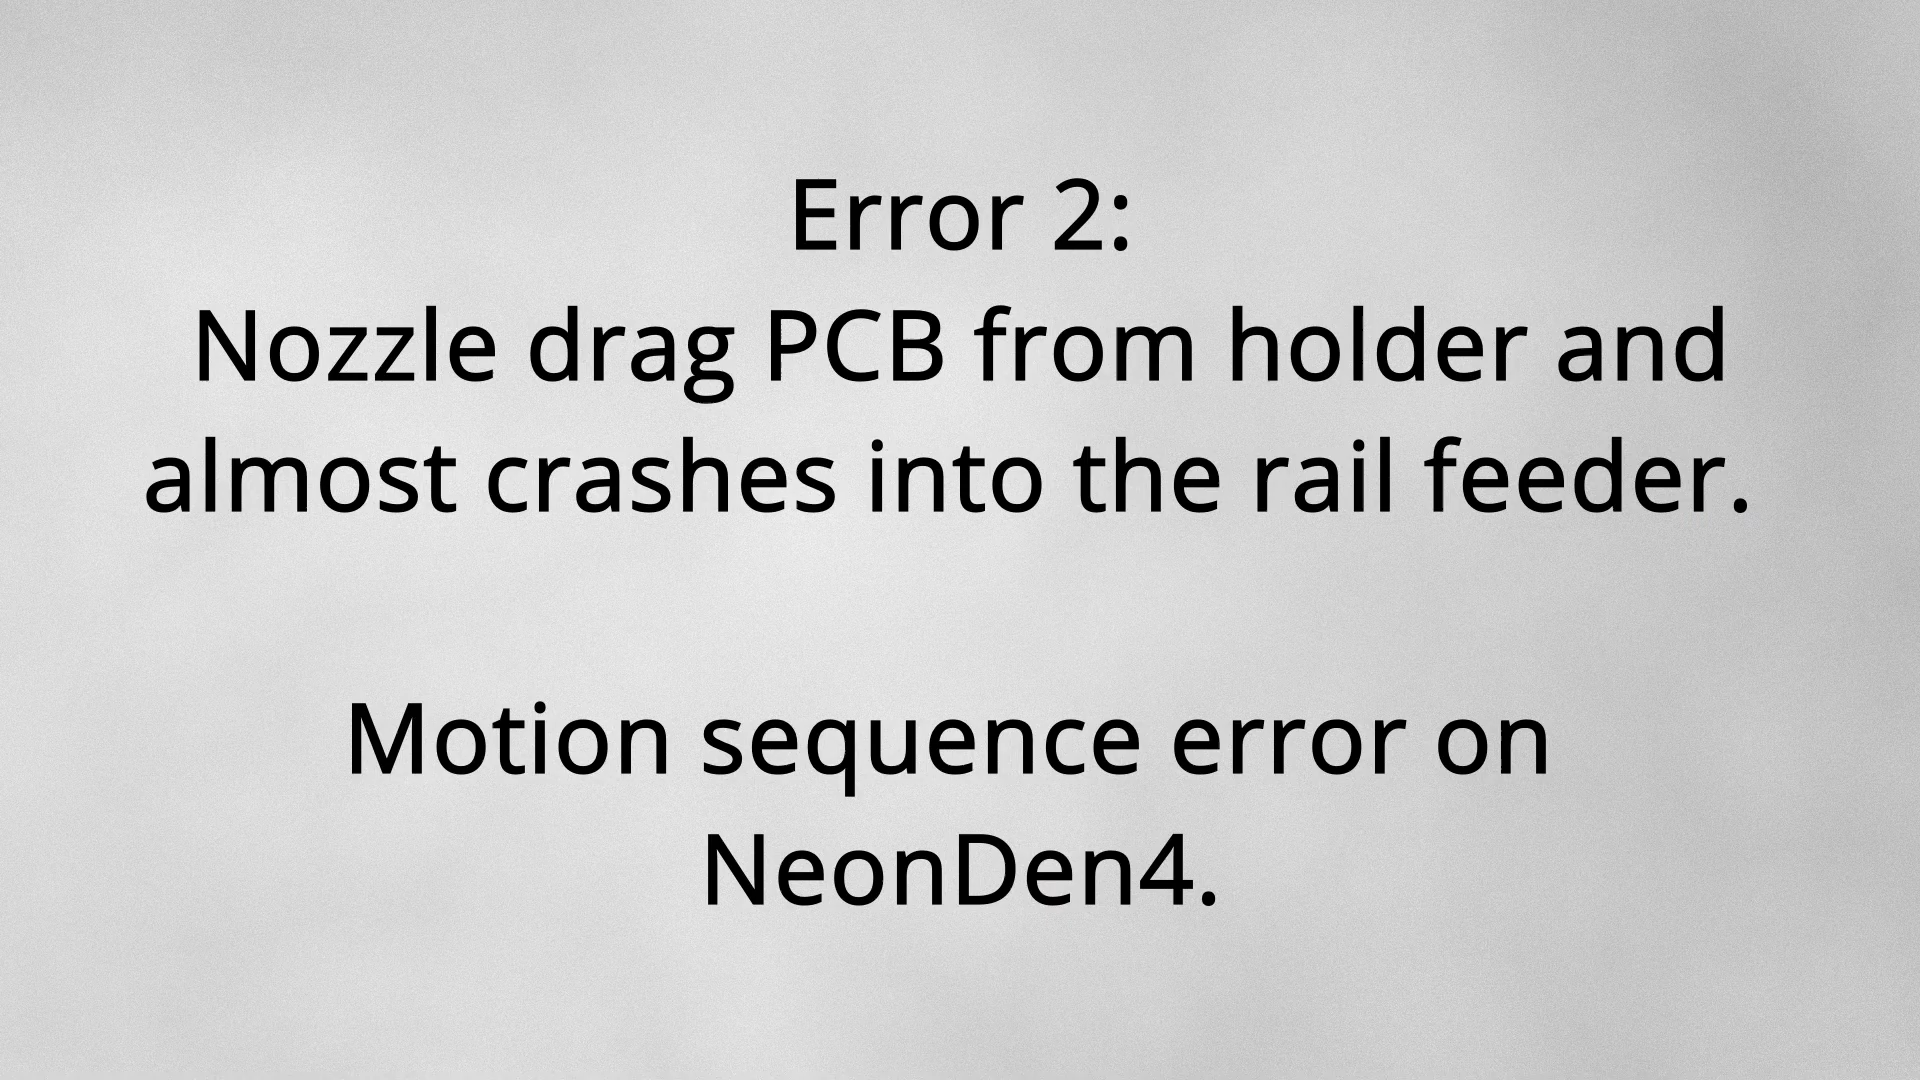 Error 2:
Nozzle drag PCB from holder and
almost crashes into the rail feeder.
Motion sequence error on
NeonDen4.